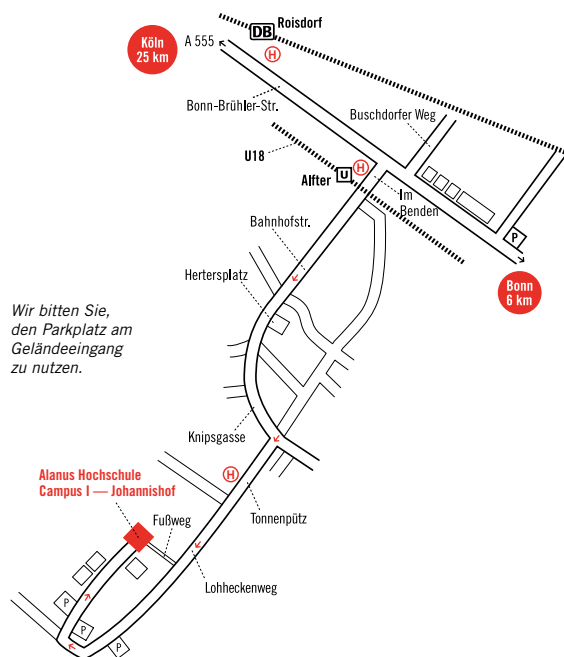 DB
Roisdorf
Köln
25 km
A 555
H
Bonn-Brühler-Str.
Buschdorfer Weg
U18
H
U
Alfter
Im
Benden
Bahnhofstr.
P
Hertersplatz
Bonn
6 km
Wir bitten Sie,
den Parkplatz am
Geländeeingang
zu nutzen.
Knipsgasse
Alanus Hochschule
Campus I — Johannishof
H
Fußweg
Tonnenpütz
Lohheckenweg
P
P
P